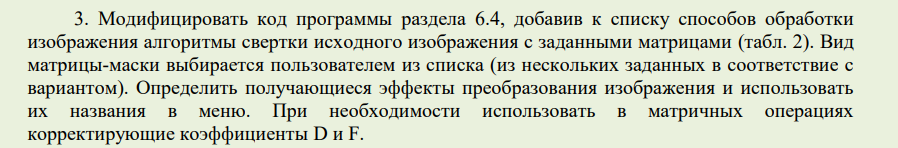 3. Модифицировать код программы раздела 6.4, добавив к списку способов обработки
изображения алгоритмы свертки исходного изображения с заданными матрицами (табл. 2). Вид
матрицы-маски выбирается пользователем из списка (из нескольких заданных в соответствие с
вариантом). Определить получающиеся эффекты преобразования изображения и использовать
их названия в меню. При необходимости использовать в матричных операциях
корректирующие коэффициенты D и F.